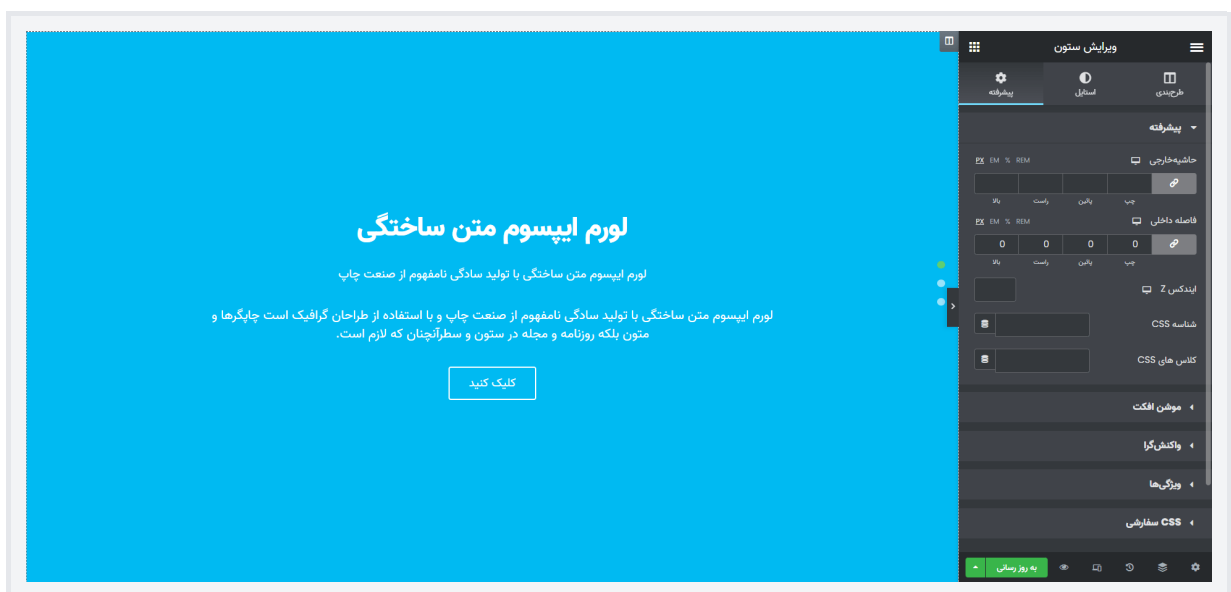 ویرایش ستون
طرح‌بندی
استایل
پیشرفته
پیشرفته
حاشیه‌خارجی PX EM % REM
بالا راست پائین چپ
فاصله داخلی PX EM % REM
0 0 0 0
بالا راست پائین چپ
ایندکس Z
شناسه CSS
کلاس های CSS
موشن افکت
واکنش‌گرا
ویژگی‌ها
CSS سفارشی
به روز رسانی
لورم ایپسوم متن ساختگی
لورم ایپسوم متن ساختگی با تولید سادگی نامفهوم از صنعت چاپ
لورم ایپسوم متن ساختگی با تولید سادگی نامفهوم از صنعت چاپ و با استفاده از طراحان گرافیک است چاپگرها و
متون بلکه روزنامه و مجله در ستون و سطرآنچنان که لازم است.
کلیک کنید